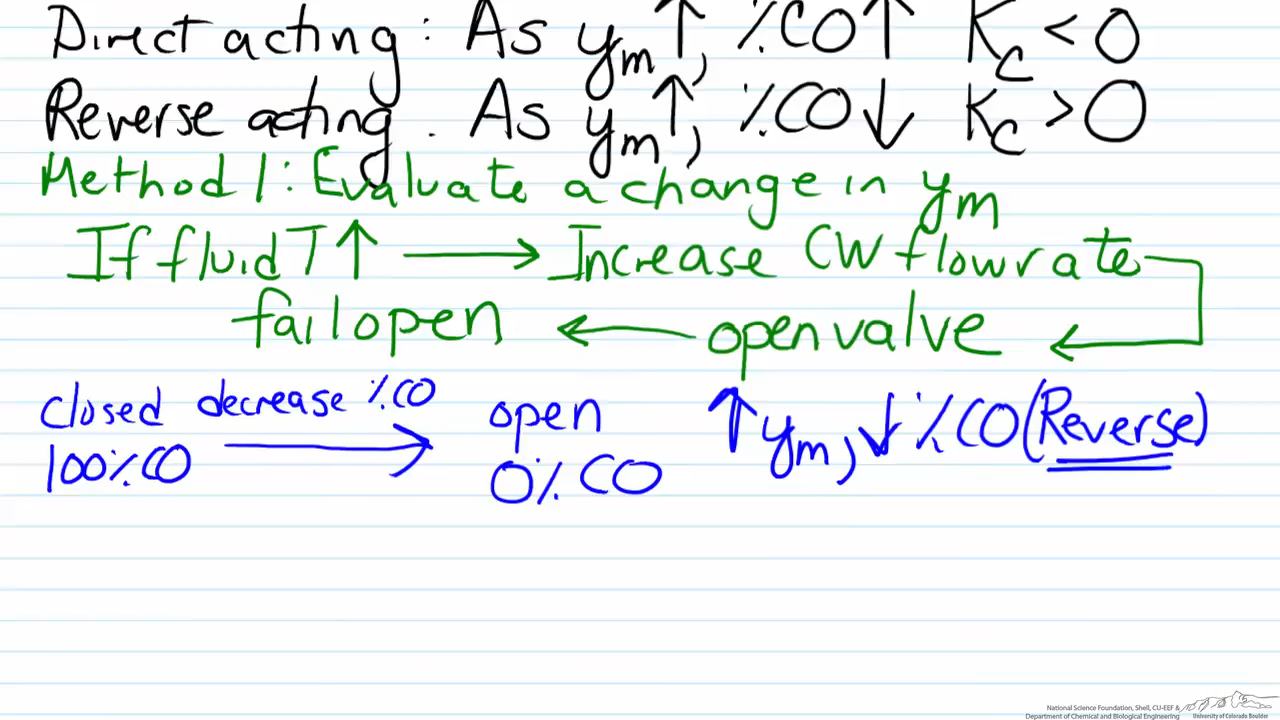 Direct acting: As ym↑, %CO↑ Kc < 0
Reverse acting: As ym↑, %CO↓ Kc > 0
Method 1: Evaluate a change in ym
If fluid T↑ → Increase CW flowrate
fail open ← open valve
closed decrease %CO open ↑ym, ↓%CO (Reverse)
100% CO → 0% CO
National Science Foundation, Shell, CU-EEF &
Department of Chemical and Biological Engineering University of Colorado Boulder